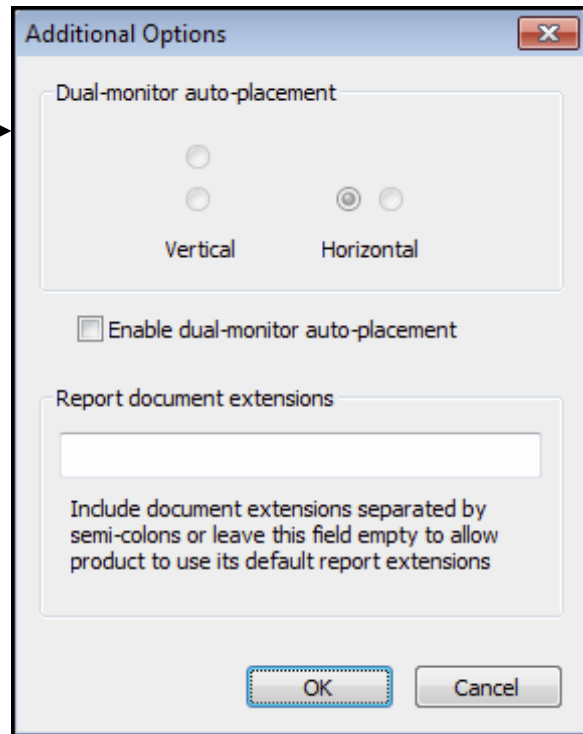 Additional Options
Dual-monitor auto-placement
Vertical Horizontal
Enable dual-monitor auto-placement
Report document extensions
Include document extensions separated by
semi-colons or leave this field empty to allow
product to use its default report extensions
OK Cancel